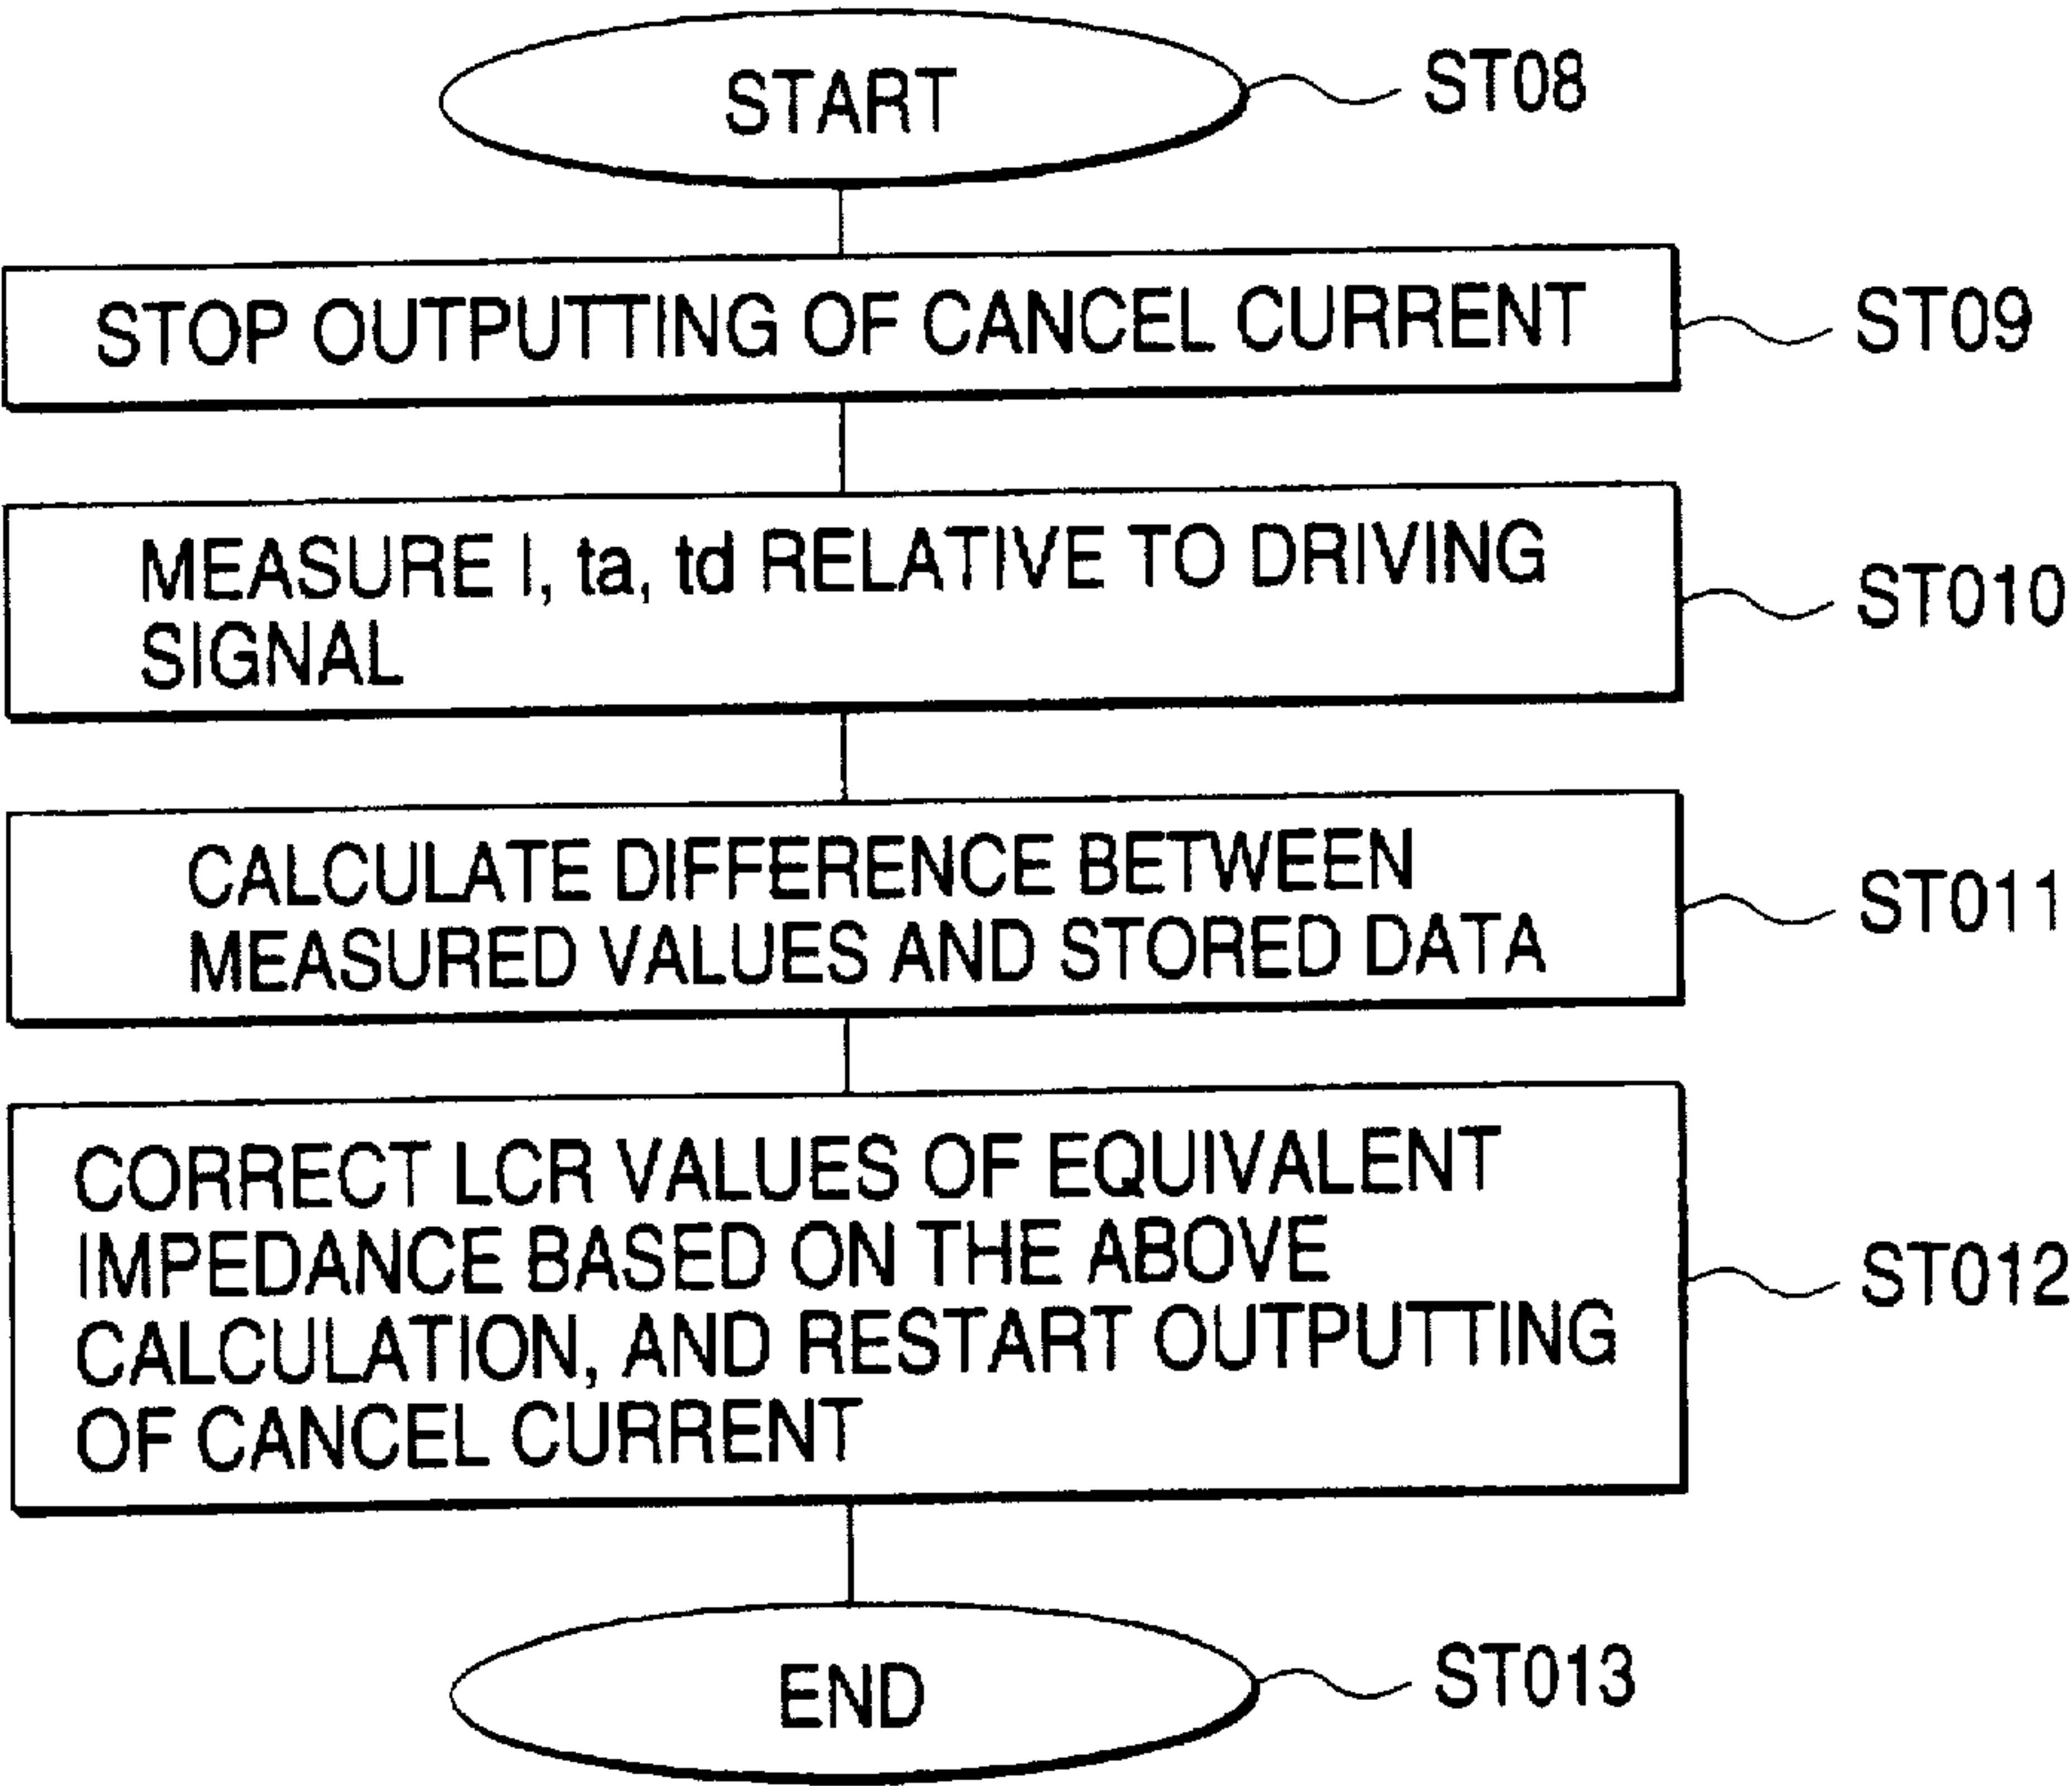 START
ST08
STOP OUTPUTTING OF CANCEL CURRENT
ST09
MEASURE I, ta, td RELATIVE TO DRIVING
SIGNAL
ST010
CALCULATE DIFFERENCE BETWEEN
MEASURED VALUES AND STORED DATA
ST011
CORRECT LCR VALUES OF EQUIVALENT
IMPEDANCE BASED ON THE ABOVE
CALCULATION, AND RESTART OUTPUTTING
OF CANCEL CURRENT
ST012
END
ST013